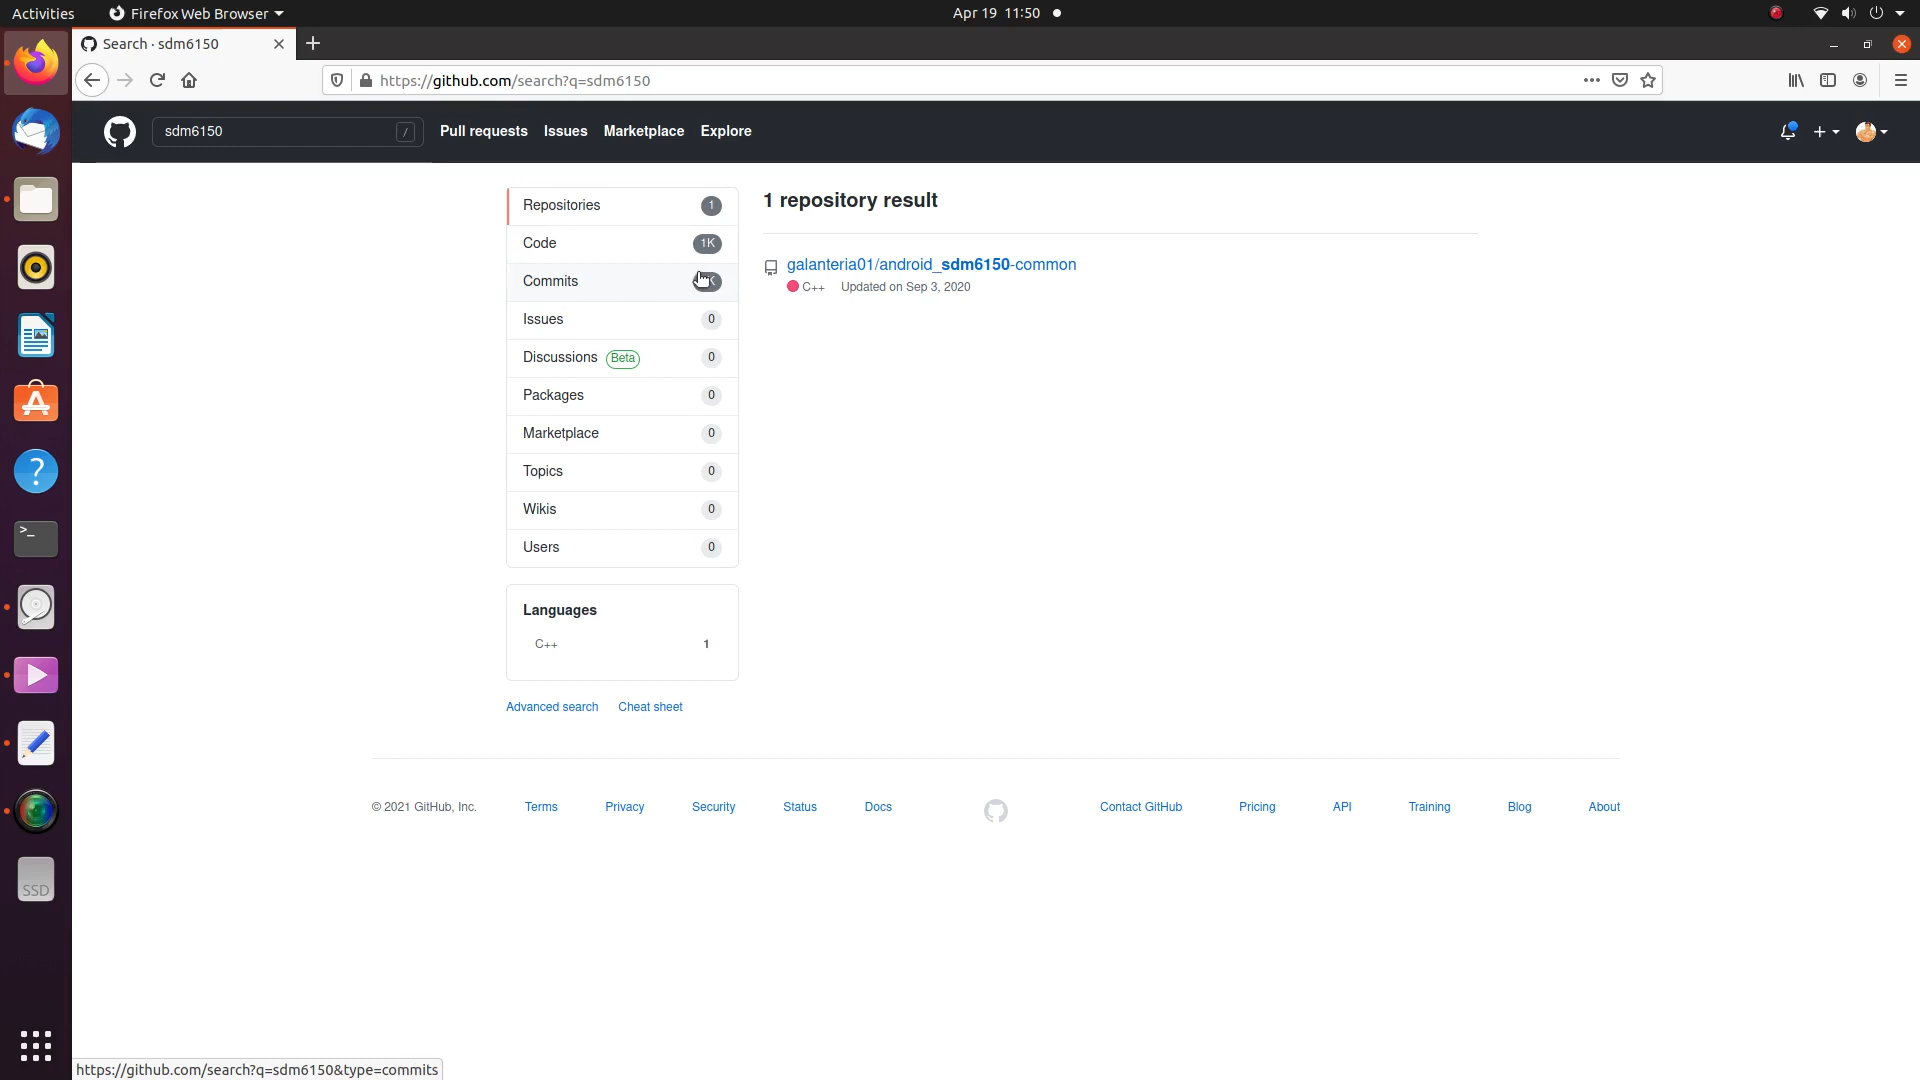 Activities
Firefox Web Browser
Apr 19 11:50
Search · sdm6150
https://github.com/search?q=sdm6150
sdm6150
/
Pull requests
Issues
Marketplace
Explore
Repositories 1
Code 1K
Commits
Issues 0
Discussions Beta 0
Packages 0
Marketplace 0
Topics 0
Wikis 0
Users 0
Languages
C++ 1
Advanced search
Cheat sheet
1 repository result
galanteria01/android_sdm6150-common
C++ Updated on Sep 3, 2020
© 2021 GitHub, Inc.
Terms
Privacy
Security
Status
Docs
Contact GitHub
Pricing
API
Training
Blog
About
SSD
https://github.com/search?q=sdm6150&type=commits